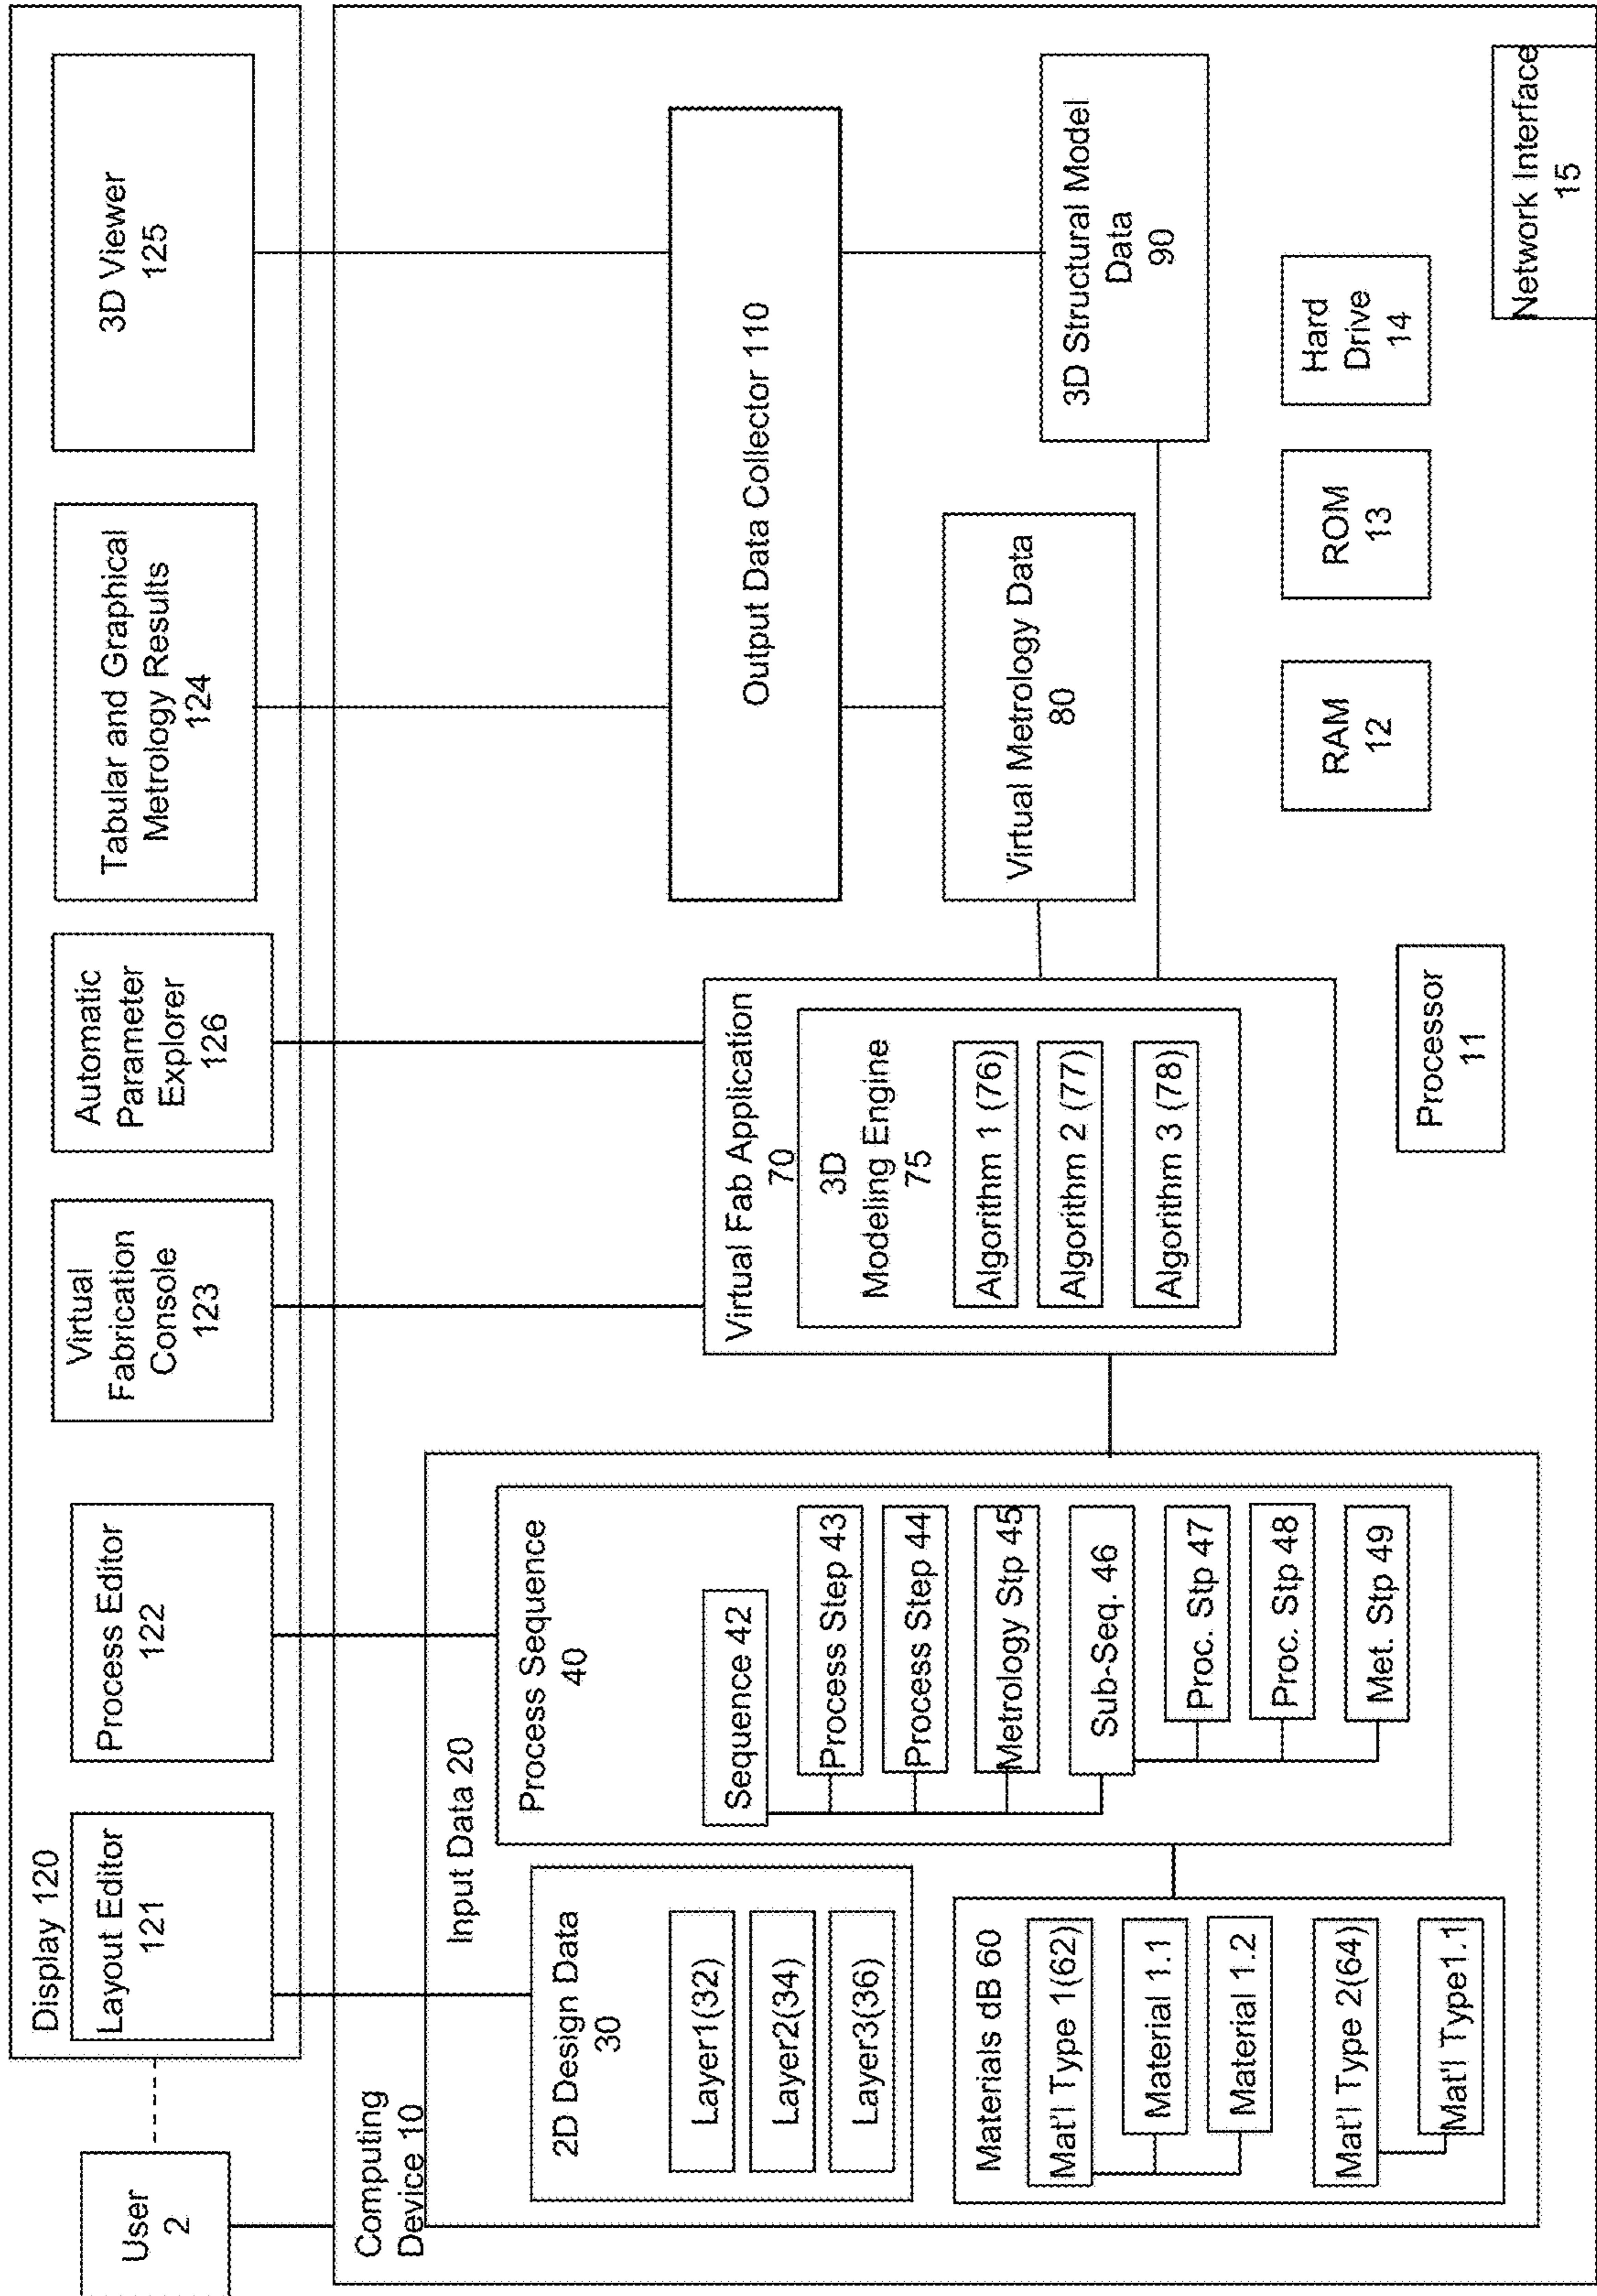 User
2
Display 120
Layout Editor
121
Process Editor
122
Virtual
Fabrication
Console
123
Automatic
Parameter
Explorer
126
Tabular and Graphical
Metrology Results
124
3D Viewer
125
Computing
Device 10
Input Data 20
2D Design Data
30
Layer1(32)
Layer2(34)
Layer3(36)
Materials dB 60
Mat'l Type 1(62)
Material 1.1
Material 1.2
Mat'l Type 2(64)
Mat'l Type1.1
Process Sequence
40
Sequence 42
Process Step 43
Process Step 44
Metrology Stp 45
Sub-Seq. 46
Proc. Stp 47
Proc. Stp 48
Met. Stp 49
Virtual Fab Application
70
3D
Modeling Engine
75
Algorithm 1 (76)
Algorithm 2 (77)
Algorithm 3 (78)
Output Data Collector 110
Virtual Metrology Data
80
3D Structural Model
Data
90
Processor
11
RAM
12
ROM
13
Hard
Drive
14
Network Interface
15